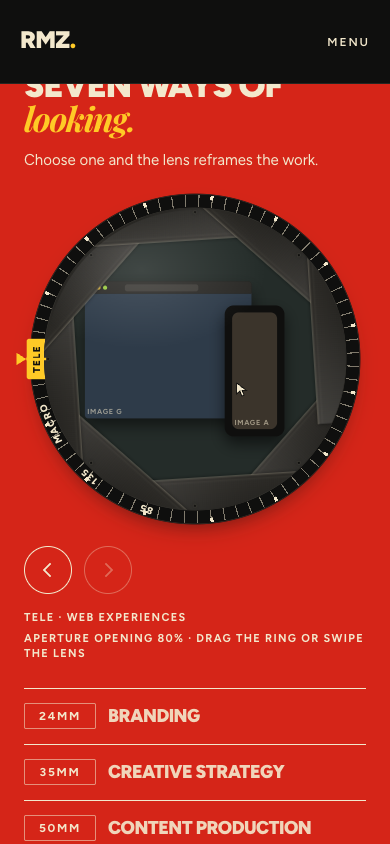 RMZ.
MENU
SEVEN WAYS OF
looking.
Choose one and the lens reframes the work.
TELE
MACRO
135
85
IMAGE G
IMAGE A
TELE · WEB EXPERIENCES
APERTURE OPENING 80% · DRAG THE RING OR SWIPE
THE LENS
24MM BRANDING
35MM CREATIVE STRATEGY
50MM CONTENT PRODUCTION